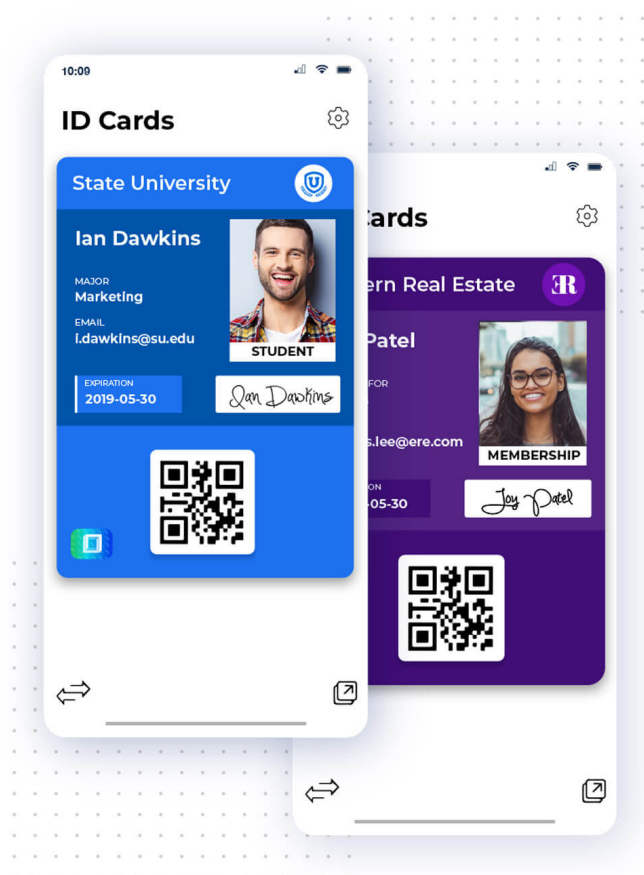 10:09
ID Cards
State University
U
Ian Dawkins
MAJOR
Marketing
EMAIL
i.dawkins@su.edu
STUDENT
EXPIRATION
2019-05-30
Ian Dawkins
ards
ern Real Estate
ER
Patel
FOR
s.lee@ere.com
MEMBERSHIP
ON
-05-30
Joy Patel